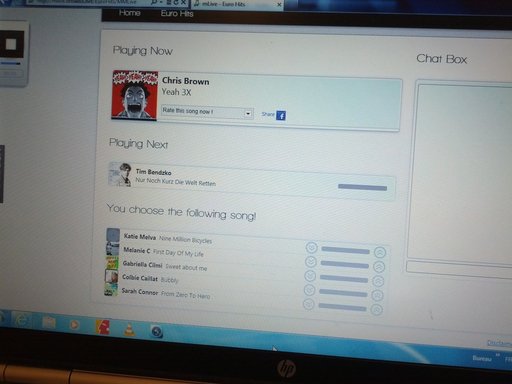 mLive - Euro Hits
Home Euro Hits
Playing Now
Chat Box
Chris Brown
Yeah 3X
Rate this song now !
Share f
Playing Next
Tim Bendzko
Nur Noch Kurz Die Welt Retten
You choose the following song!
Katie Melua Nine Million Bicycles
Melanie C First Day Of My Life
Gabriella Cilmi Sweet about me
Colbie Caillat Bubbly
Sarah Connor From Zero To Hero
Bureau
FR
hp